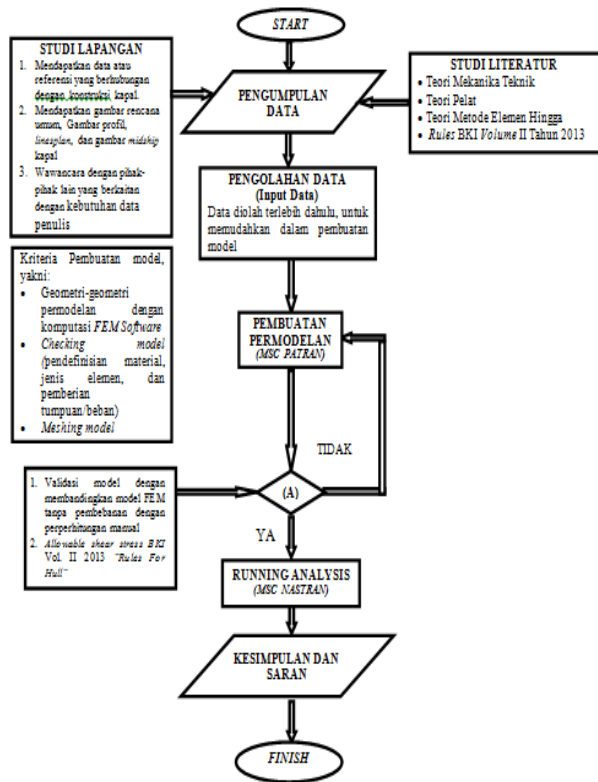 START
STUDI LAPANGAN
1. Mendapatkan data atau
referensi yang berhubungan
dengan konstruksi kapal.
2. Mendapatkan gambar rencana
umum, Gambar profil,
linesplan, dan gambar midship
kapal
3. Wawancara dengan pihak-
pihak lain yang berkaitan
dengan kebutuhan data
penulis
PENGUMPULAN
DATA
STUDI LITERATUR
• Teori Mekanika Teknik
• Teori Pelat
• Teori Metode Elemen Hingga
• Rules BKI Volume II Tahun 2013
PENGOLAHAN DATA
(Input Data)
Data diolah terlebih dahulu, untuk
memudahkan dalam pembuatan
model
Kriteria Pembuatan model,
yakni:
• Geometri-geometri
permodelan dengan
komputasi FEM Software
• Checking model
(pendefinisian material,
jenis elemen, dan
pemberian
tumpuan/beban)
• Meshing model
PEMBUATAN
PERMODELAN
(MSC PATRAN)
TIDAK
1. Validasi model dengan
membandingkan model FEM
tanpa pembebanan dengan
perperhitungan manual
2. Allowable shear stress BKI
Vol. II 2013 "Rules For
Hull"
(A)
YA
RUNNING ANALYSIS
(MSC NASTRAN)
KESIMPULAN DAN
SARAN
FINISH